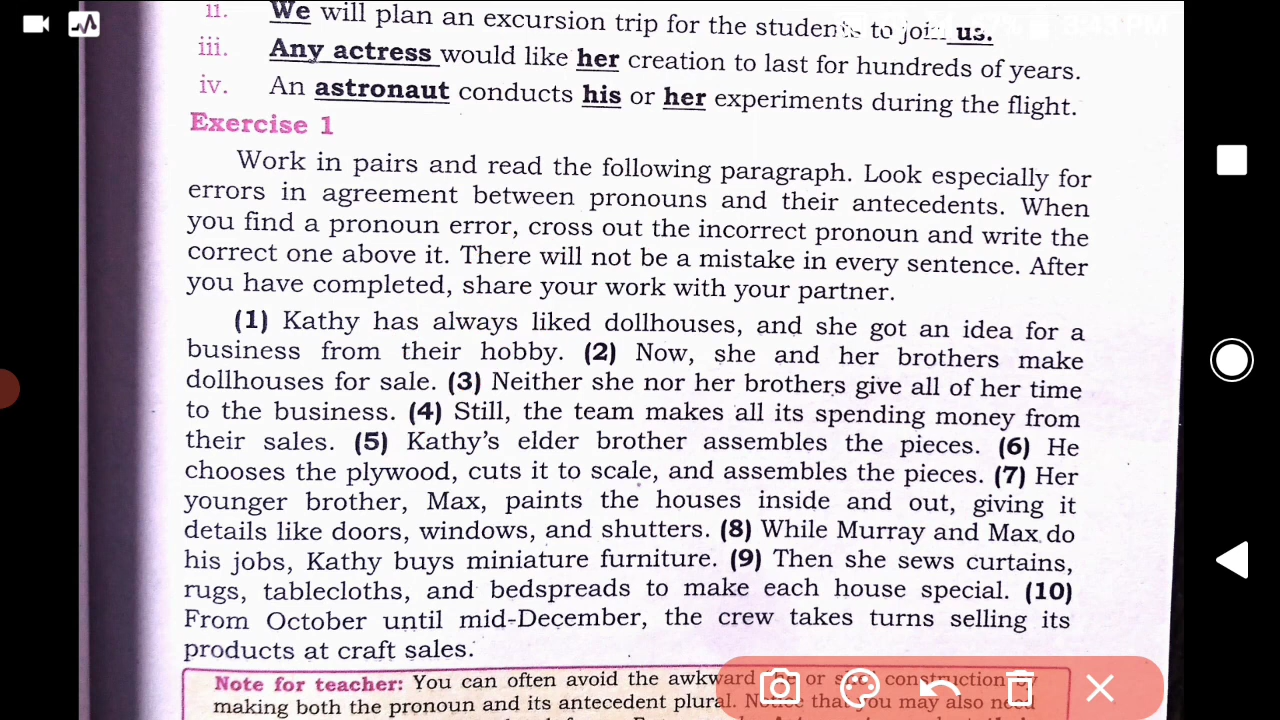 ii. We will plan an excursion trip for the students to join us.
iii. Any actress would like her creation to last for hundreds of years.
iv. An astronaut conducts his or her experiments during the flight.
Exercise 1
Work in pairs and read the following paragraph. Look especially for
errors in agreement between pronouns and their antecedents. When
you find a pronoun error, cross out the incorrect pronoun and write the
correct one above it. There will not be a mistake in every sentence. After
you have completed, share your work with your partner.
(1) Kathy has always liked dollhouses, and she got an idea for a
business from their hobby. (2) Now, she and her brothers make
dollhouses for sale. (3) Neither she nor her brothers give all of her time
to the business. (4) Still, the team makes all its spending money from
their sales. (5) Kathy's elder brother assembles the pieces. (6) He
chooses the plywood, cuts it to scale, and assembles the pieces. (7) Her
younger brother, Max, paints the houses inside and out, giving it
details like doors, windows, and shutters. (8) While Murray and Max do
his jobs, Kathy buys miniature furniture. (9) Then she sews curtains,
rugs, tablecloths, and bedspreads to make each house special. (10)
From October until mid-December, the crew takes turns selling its
products at craft sales.
Note for teacher: You can often avoid the awkward or construction
making both the pronoun and its antecedent plural. Notice that you may also need